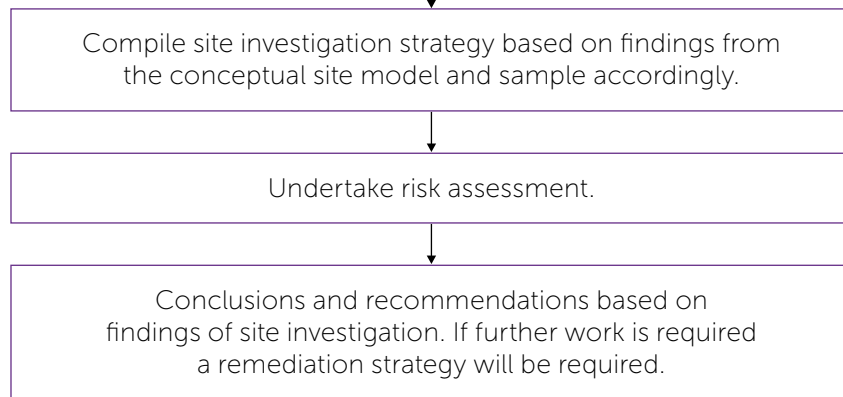 Compile site investigation strategy based on findings from
the conceptual site model and sample accordingly.
Undertake risk assessment.
Conclusions and recommendations based on
findings of site investigation. If further work is required
a remediation strategy will be required.